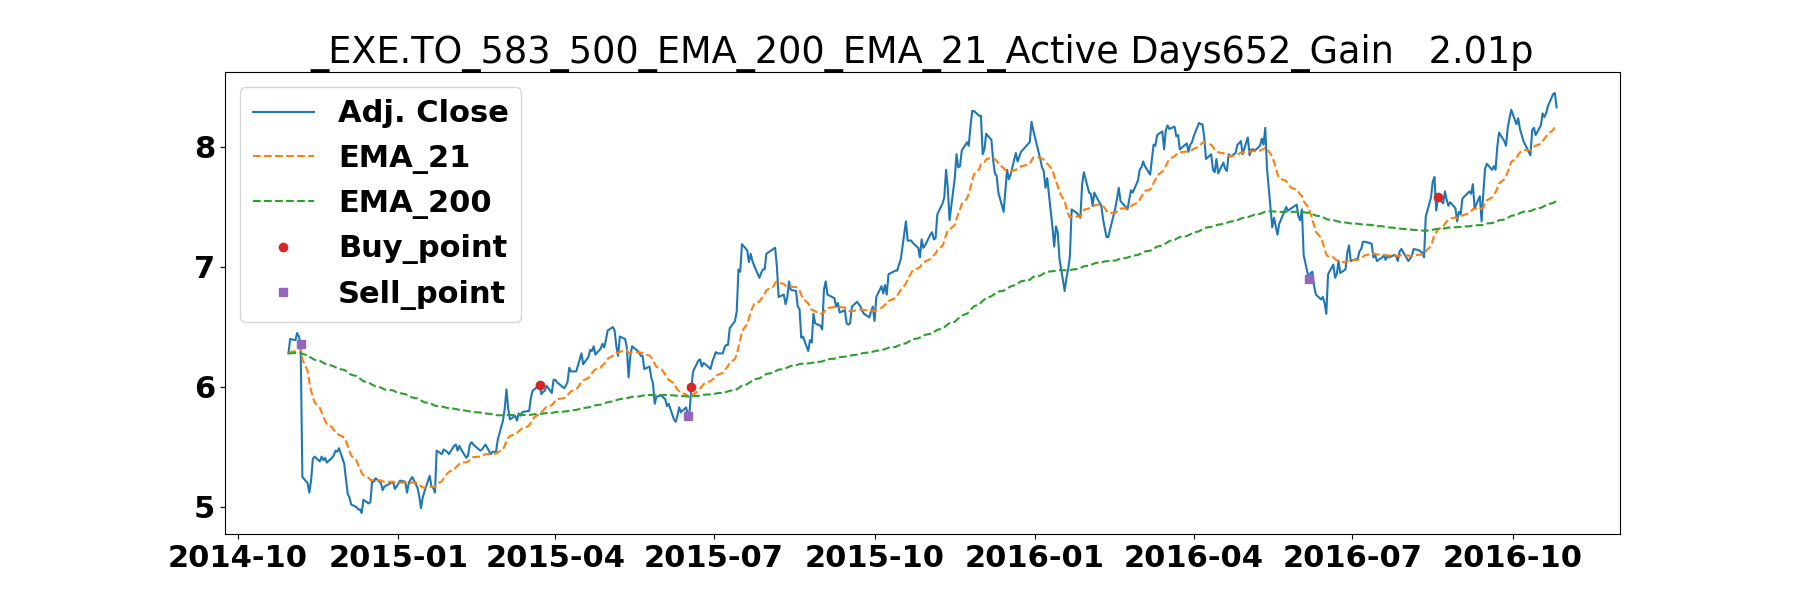 _EXE.TO_583_500_EMA_200_EMA_21_Active Days652_Gain   2.01p
Adj. Close
EMA_21
EMA_200
Buy_point
Sell_point
8
7
6
5
2014-10 2015-01 2015-04 2015-07 2015-10 2016-01 2016-04 2016-07 2016-10